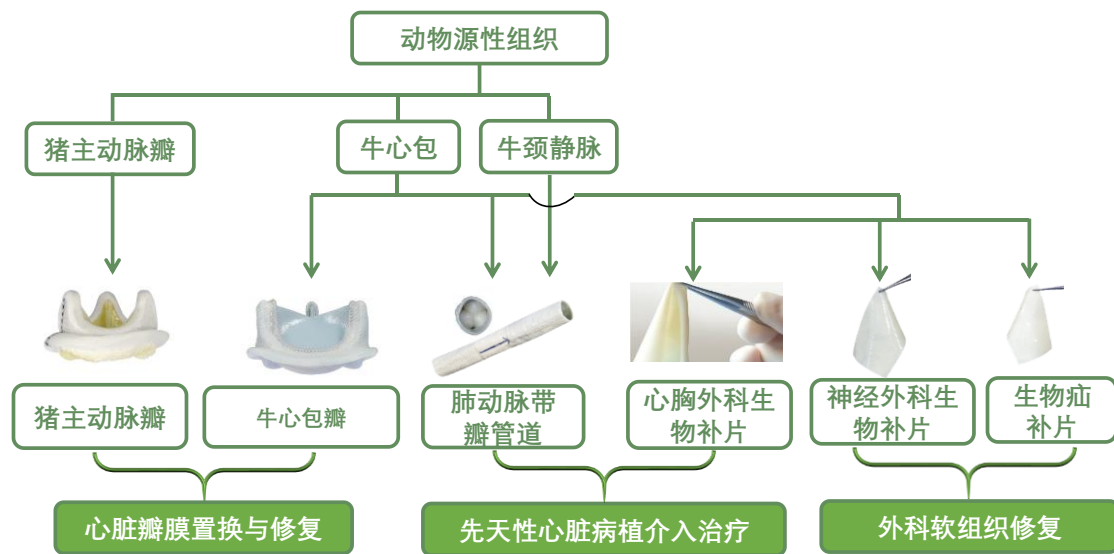 动物源性组织
猪主动脉瓣
牛心包
牛颈静脉
猪主动脉瓣
牛心包瓣
肺动脉带
瓣管道
心胸外科生
物补片
神经外科生
物补片
生物疝
补片
心脏瓣膜置换与修复
先天性心脏病植介入治疗
外科软组织修复